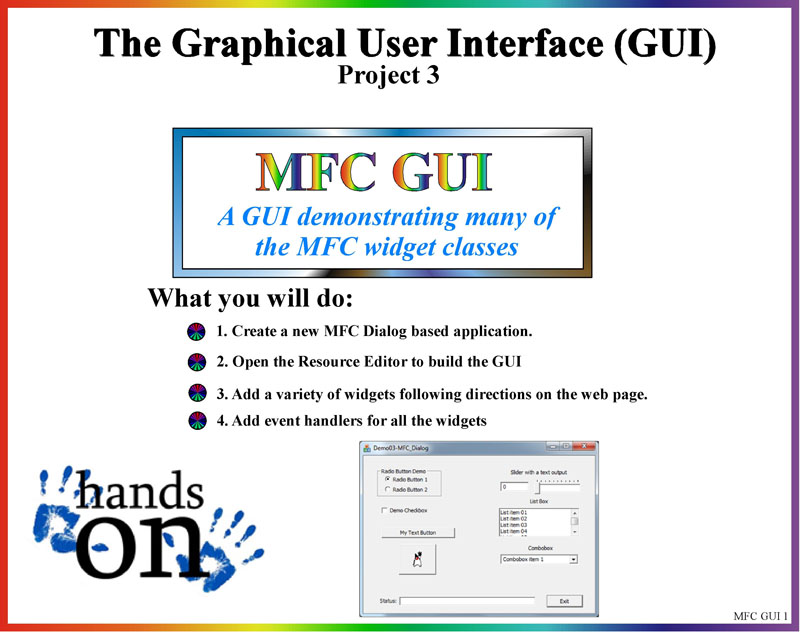 The Graphical User Interface (GUI)
Project 3
MFC GUI
A GUI demonstrating many of
the MFC widget classes
What you will do:
1. Create a new MFC Dialog based application.
2. Open the Resource Editor to build the GUI
3. Add a variety of widgets following directions on the web page.
4. Add event handlers for all the widgets
hands
on
Demo03-MFC_Dialog
Radio Button Demo
Radio Button 1
Radio Button 2
Demo Checkbox
My Text Button
Status:
Slider with a text output
0
List Box
List item 01
List item 02
List item 03
List item 04
Combobox
Combobox item 1
Exit
MFC GUI 1